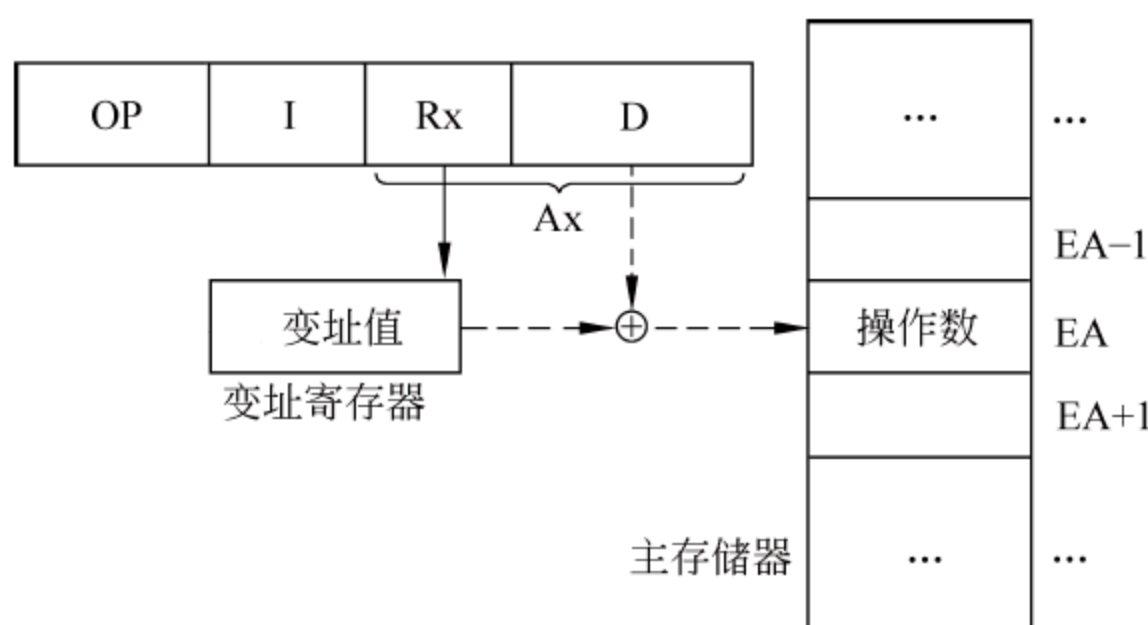 OP I Rx D
Ax
变址值
变址寄存器
... ...
EA−1
操作数 EA
EA+1
主存储器 ... ...